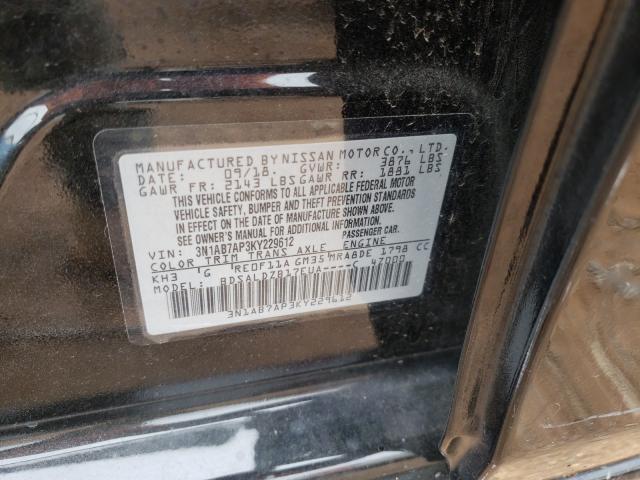 MANUFACTURED BY NISSAN MOTOR CO., LTD.
DATE: 09/18. GVWR: 3876 LBS
GAWR FR: 2143 LBS GAWR RR: 1881 LBS
THIS VEHICLE CONFORMS TO ALL APPLICABLE FEDERAL MOTOR
VEHICLE SAFETY, BUMPER AND THEFT PREVENTION STANDARDS
IN EFFECT ON THE DATE OF MANUFACTURE SHOWN ABOVE.
SEE OWNER'S MANUAL FOR ADDITIONAL INFORMATION.
VIN: 3N1AB7AP3KY229612 PASSENGER CAR.
COLOR TRIM TRANS AXLE ENGINE
KH3 G RE0F11A GM35 MRA8DE 1798 CC
MODEL: BDSALDZB17EUA----C 47000
3N1AB7AP3KY229612